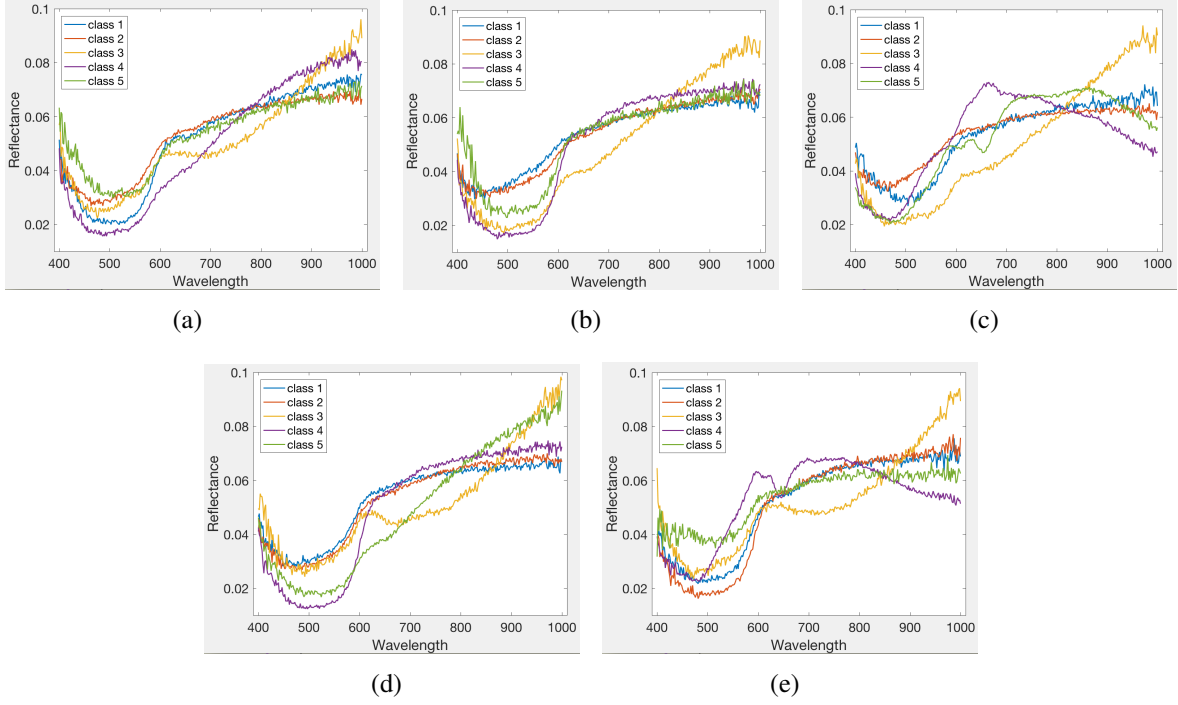 0.1
0.08
0.06
0.04
0.02
400 500 600 700 800 900 1000
Wavelength
Reflectance
class 1
class 2
class 3
class 4
class 5
(a)
0.1
0.08
0.06
0.04
0.02
400 500 600 700 800 900 1000
Wavelength
Reflectance
class 1
class 2
class 3
class 4
class 5
(b)
0.1
0.08
0.06
0.04
0.02
400 500 600 700 800 900 1000
Wavelength
Reflectance
class 1
class 2
class 3
class 4
class 5
(c)
0.1
0.08
0.06
0.04
0.02
400 500 600 700 800 900 1000
Wavelength
Reflectance
class 1
class 2
class 3
class 4
class 5
(d)
0.1
0.08
0.06
0.04
0.02
400 500 600 700 800 900 1000
Wavelength
Reflectance
class 1
class 2
class 3
class 4
class 5
(e)